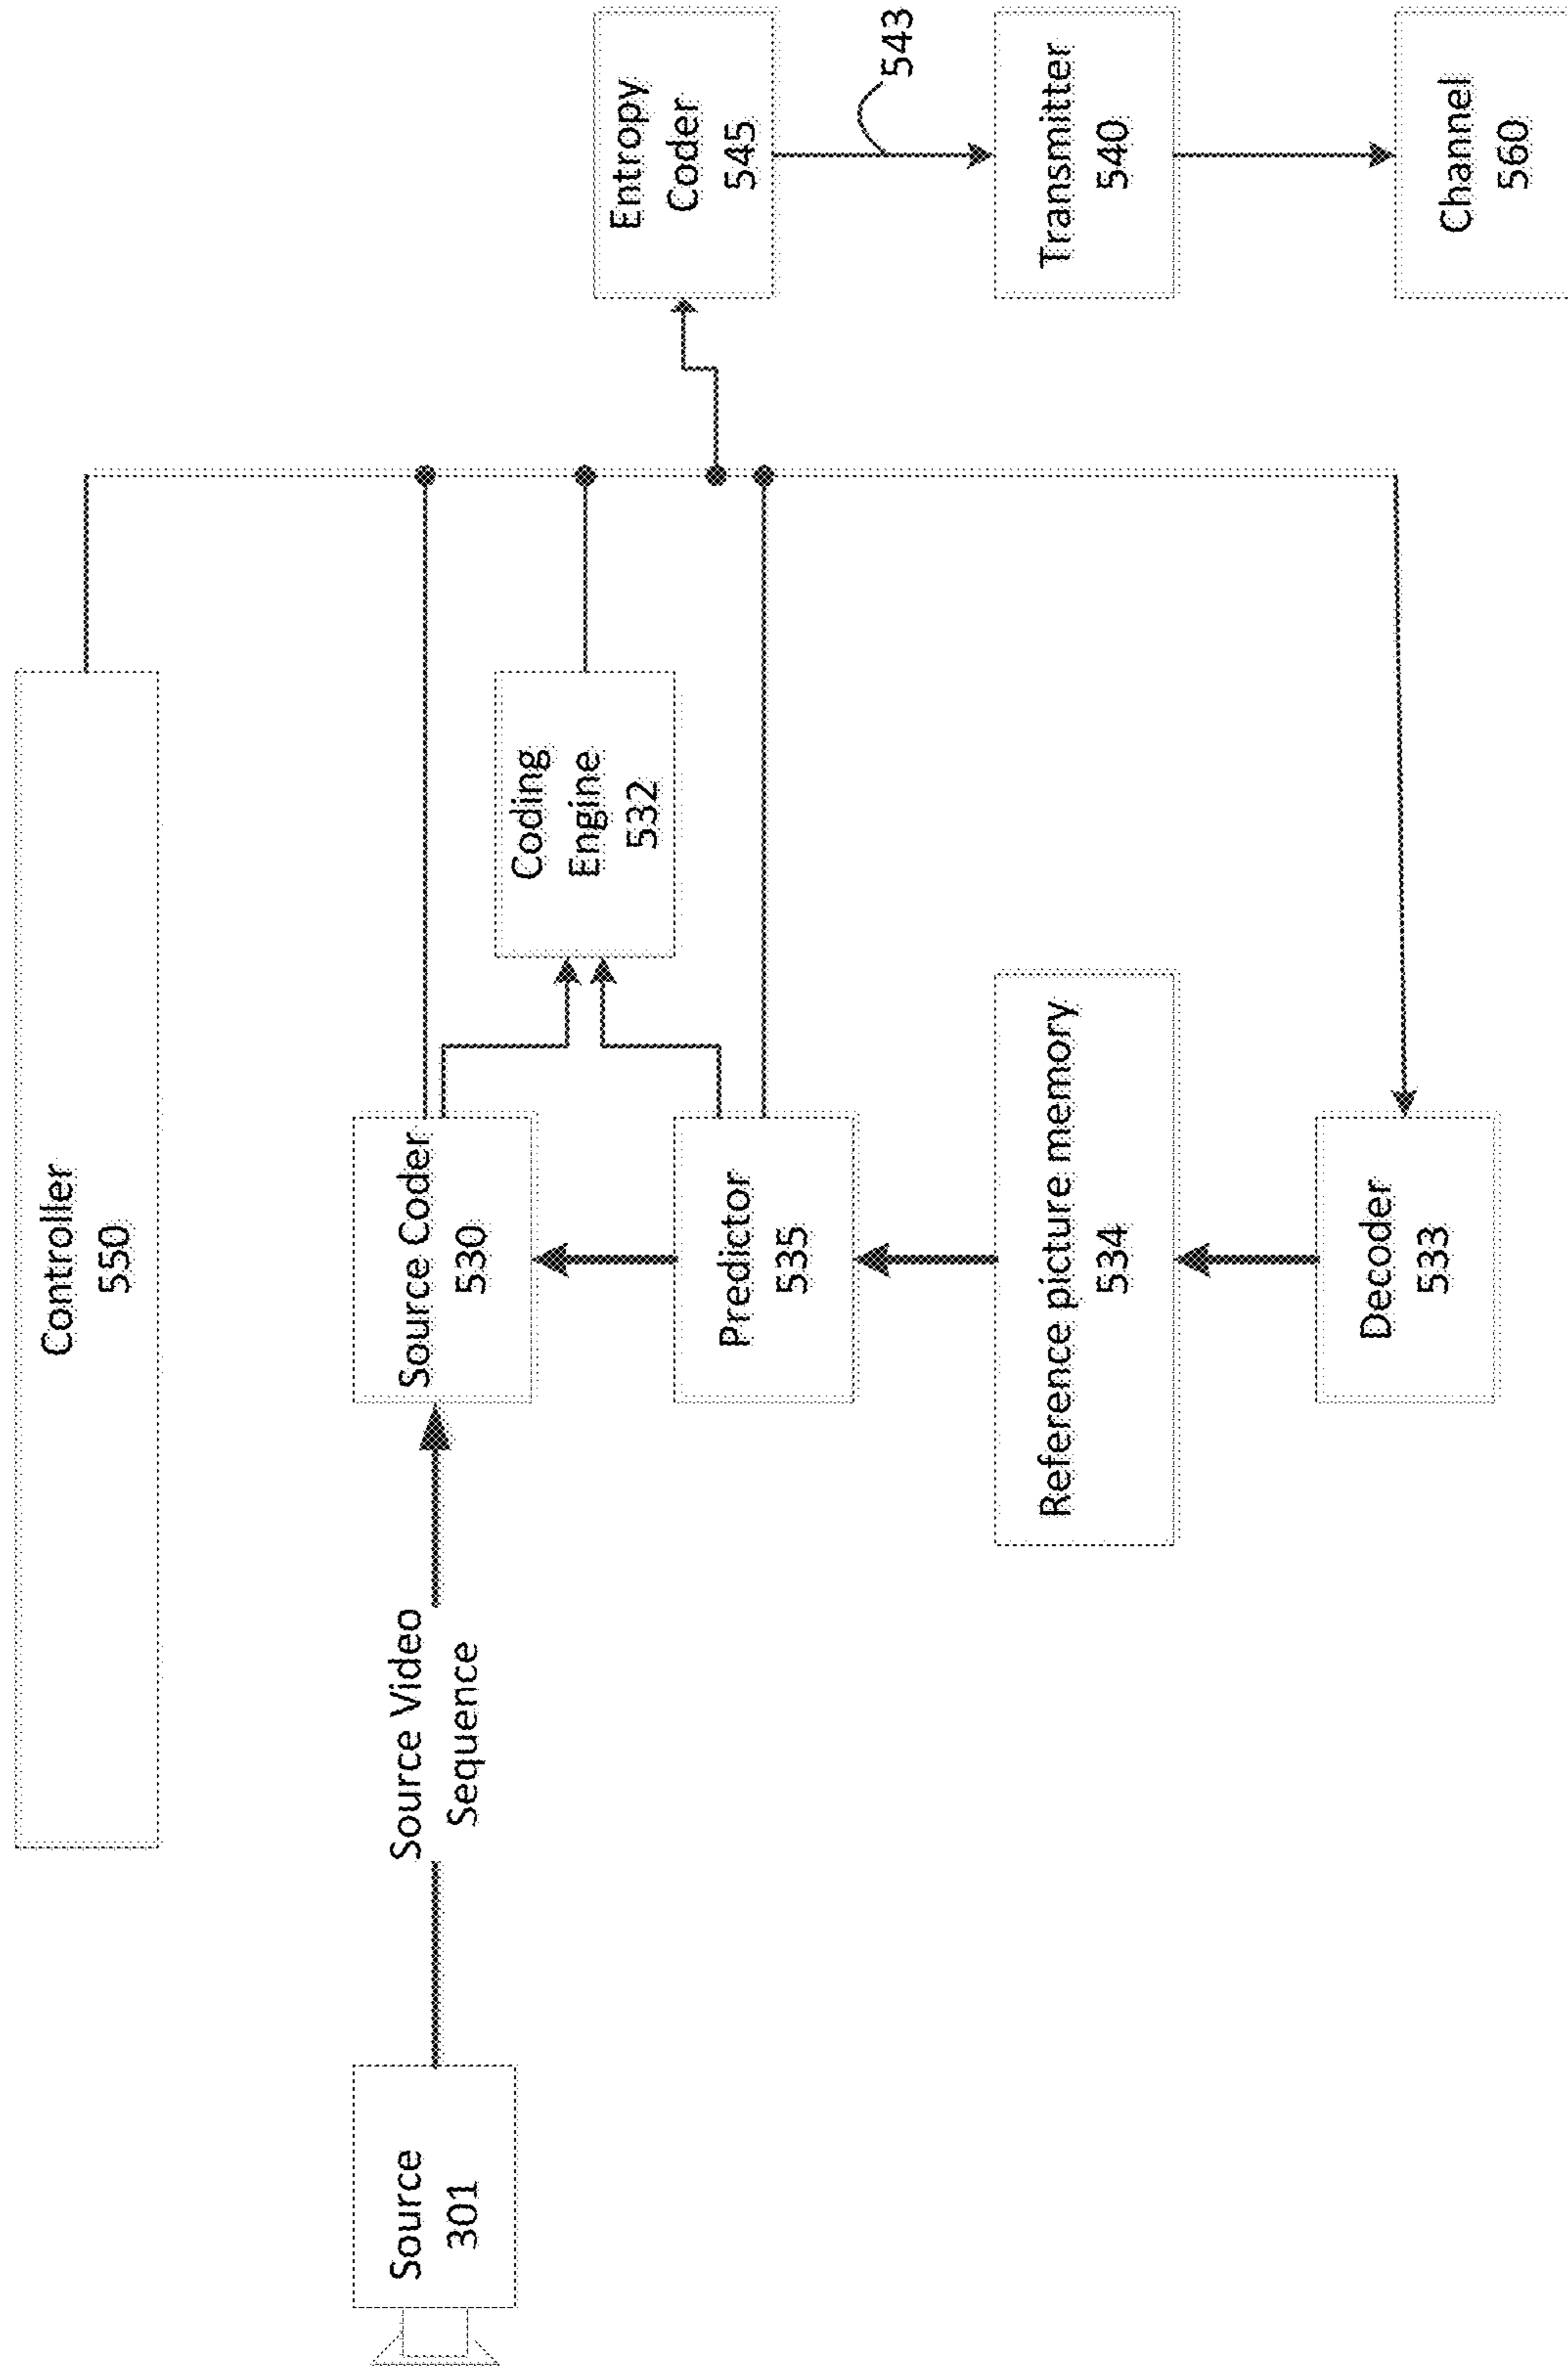 Controller
550
Source
301
Source Video
Sequence
Source Coder
530
Coding
Engine
532
Predictor
535
Reference picture memory
534
Decoder
533
Entropy
Coder
545
543
Transmitter
540
Channel
560